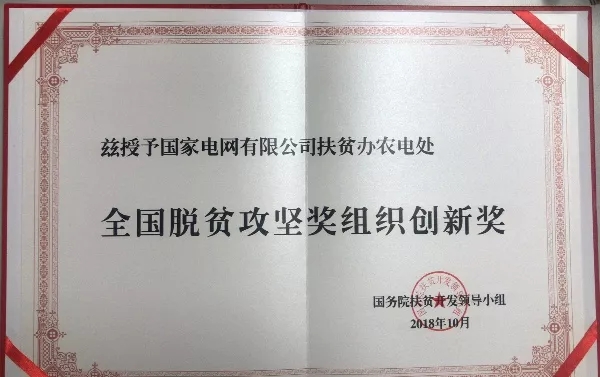 兹授予国家电网有限公司扶贫办农电处
全国脱贫攻坚奖组织创新奖
国务院扶贫开发领导小组
2018年10月